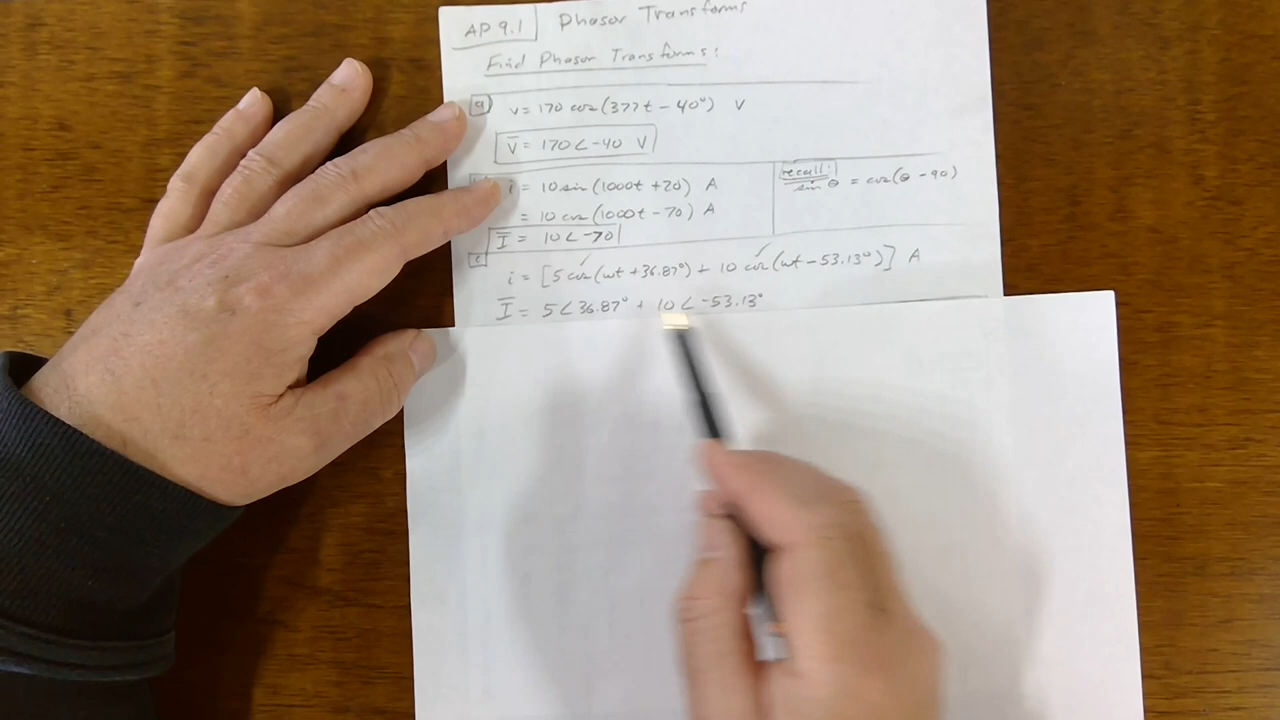 AP 9.1 Phasor Transforms
Find Phasor Transforms:
a) v = 170 cos(377t - 40°) V
V̅ = 170∠-40 V
i = 10 sin(1000t + 20) A
= 10 cos(1000t - 70) A
I̅ = 10∠-70
recall:
sin θ = cos(θ - 90)
c
i = [5 cos(ωt + 36.87°) + 10 cos(ωt - 53.13°)] A
I̅ = 5∠36.87° + 10∠-53.13°